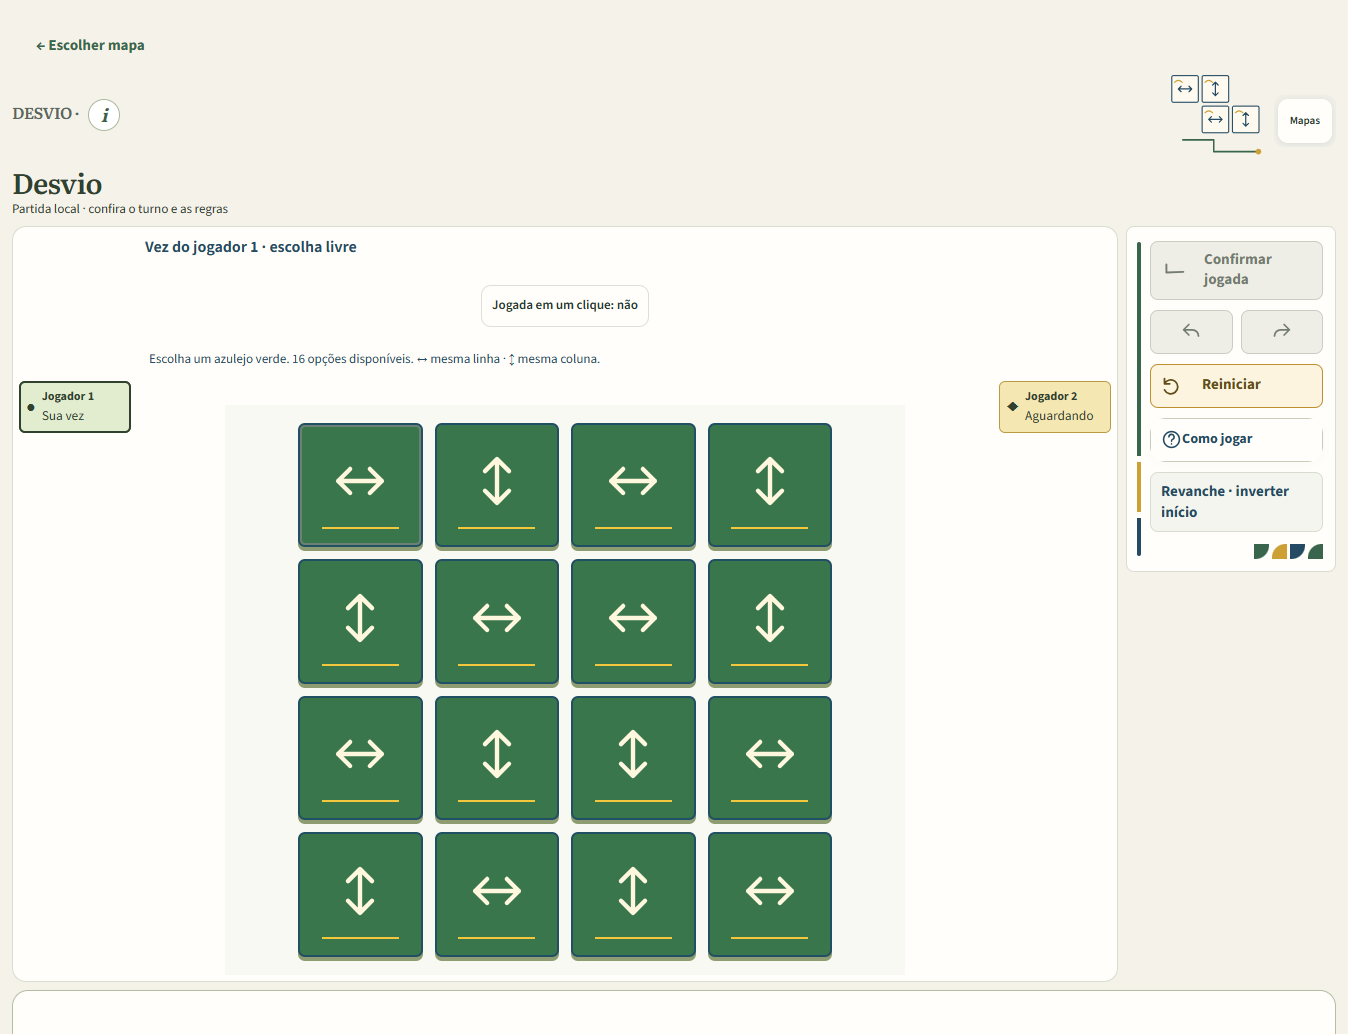 ← Escolher mapa
DESVIO · i
Mapas
Desvio
Partida local · confira o turno e as regras
Vez do jogador 1 · escolha livre
Jogada em um clique: não
Escolha um azulejo verde. 16 opções disponíveis. ↔ mesma linha · ↕ mesma coluna.
Jogador 1
Sua vez
Jogador 2
Aguardando
Confirmar
jogada
Reiniciar
Como jogar
Revanche · inverter
início